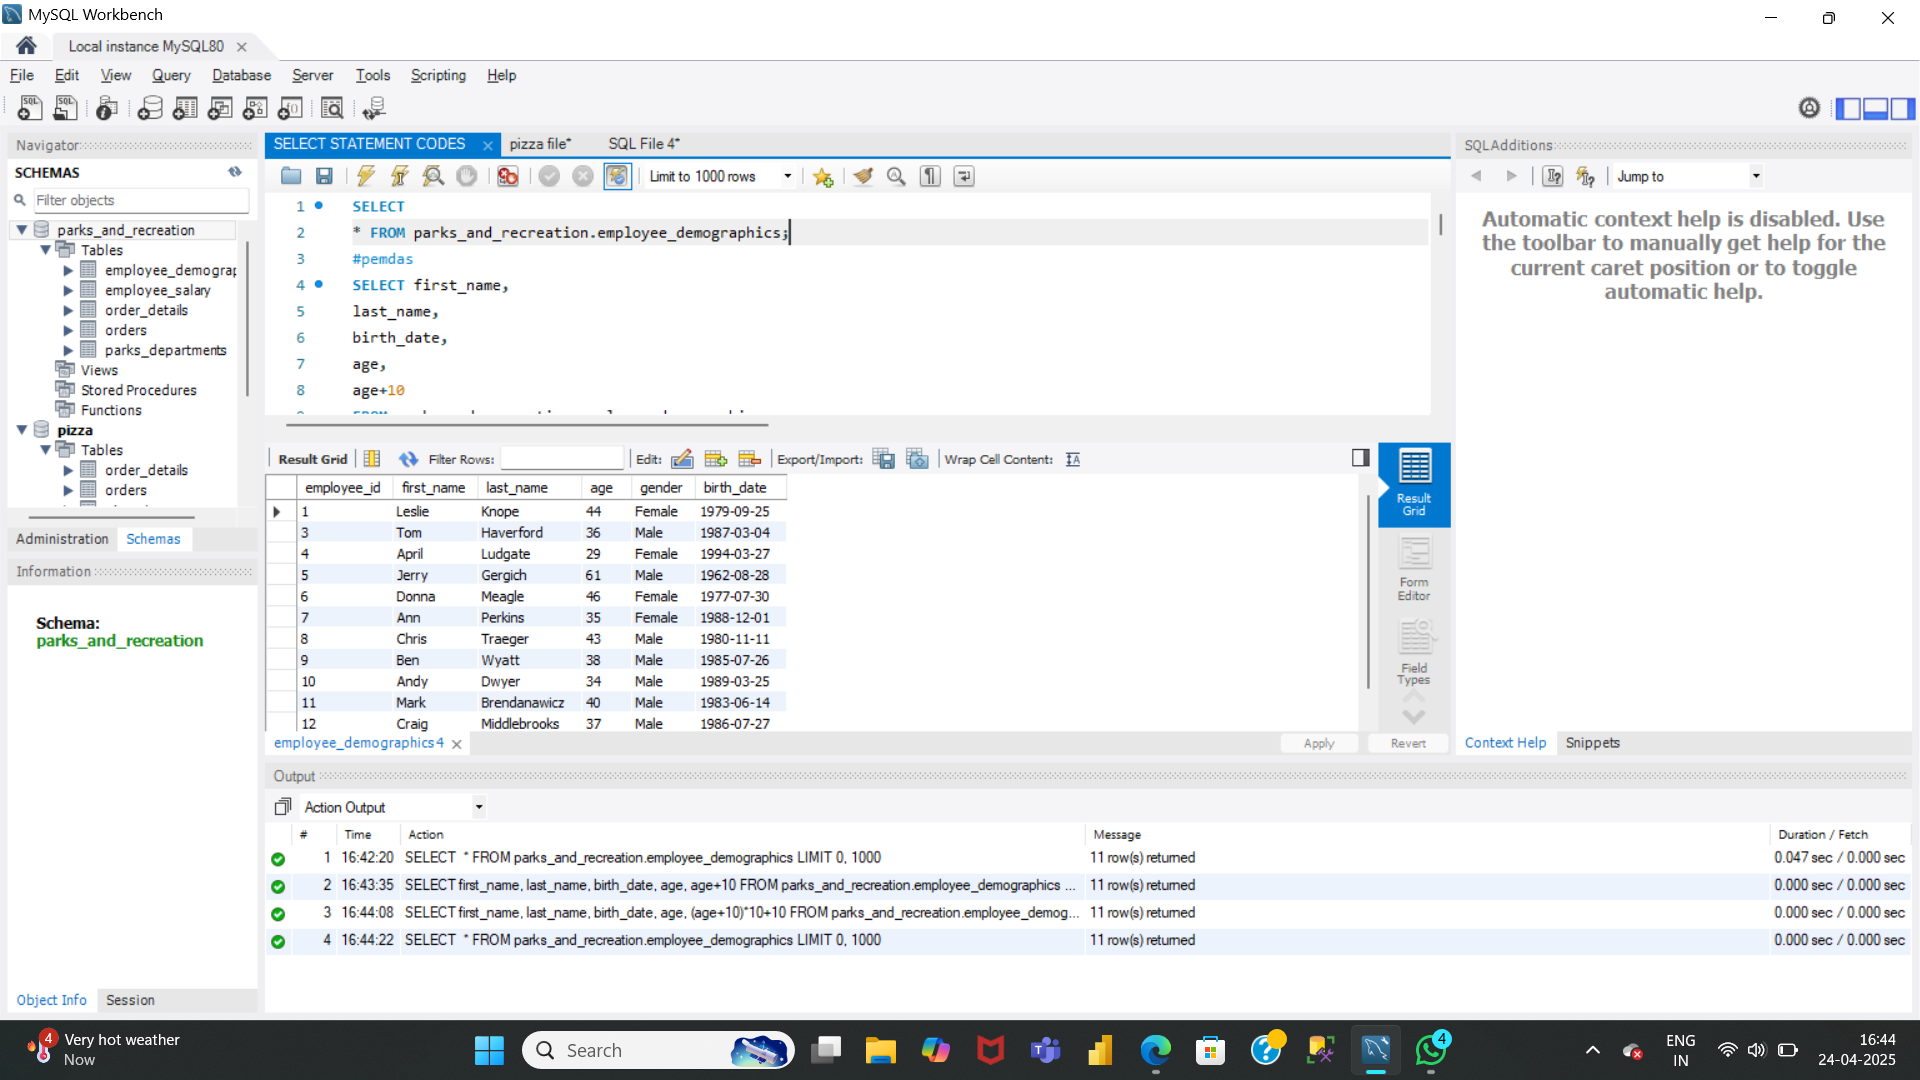 MySQL Workbench
Local instance MySQL80
File Edit View Query Database Server Tools Scripting Help
Navigator
SCHEMAS
Filter objects
parks_and_recreation
Tables
employee_demograp
employee_salary
order_details
orders
parks_departments
Views
Stored Procedures
Functions
pizza
Tables
order_details
orders
Administration Schemas
Information
Schema:
parks_and_recreation
Object Info Session
SELECT STATEMENT CODES pizza file* SQL File 4*
Limit to 1000 rows
1 SELECT
2 * FROM parks_and_recreation.employee_demographics;
3 #pemdas
4 SELECT first_name,
5 last_name,
6 birth_date,
7 age,
8 age+10
Result Grid Filter Rows: Edit: Export/Import: Wrap Cell Content:
employee_id first_name last_name age gender birth_date
1 Leslie Knope 44 Female 1979-09-25
3 Tom Haverford 36 Male 1987-03-04
4 April Ludgate 29 Female 1994-03-27
5 Jerry Gergich 61 Male 1962-08-28
6 Donna Meagle 46 Female 1977-07-30
7 Ann Perkins 35 Female 1988-12-01
8 Chris Traeger 43 Male 1980-11-11
9 Ben Wyatt 38 Male 1985-07-26
10 Andy Dwyer 34 Male 1989-03-25
11 Mark Brendanawicz 40 Male 1983-06-14
12 Craig Middlebrooks 37 Male 1986-07-27
Result
Grid
Form
Editor
Field
Types
employee_demographics 4 Apply Revert
SQLAdditions
Jump to
Automatic context help is disabled. Use
the toolbar to manually get help for the
current caret position or to toggle
automatic help.
Context Help Snippets
Output
Action Output
# Time Action Message Duration / Fetch
1 16:42:20 SELECT * FROM parks_and_recreation.employee_demographics LIMIT 0, 1000 11 row(s) returned 0.047 sec / 0.000 sec
2 16:43:35 SELECT first_name, last_name, birth_date, age, age+10 FROM parks_and_recreation.employee_demographics ... 11 row(s) returned 0.000 sec / 0.000 sec
3 16:44:08 SELECT first_name, last_name, birth_date, age, (age+10)*10+10 FROM parks_and_recreation.employee_demog... 11 row(s) returned 0.000 sec / 0.000 sec
4 16:44:22 SELECT * FROM parks_and_recreation.employee_demographics LIMIT 0, 1000 11 row(s) returned 0.000 sec / 0.000 sec
4 Very hot weather
Now
Search
4
ENG
IN
16:44
24-04-2025